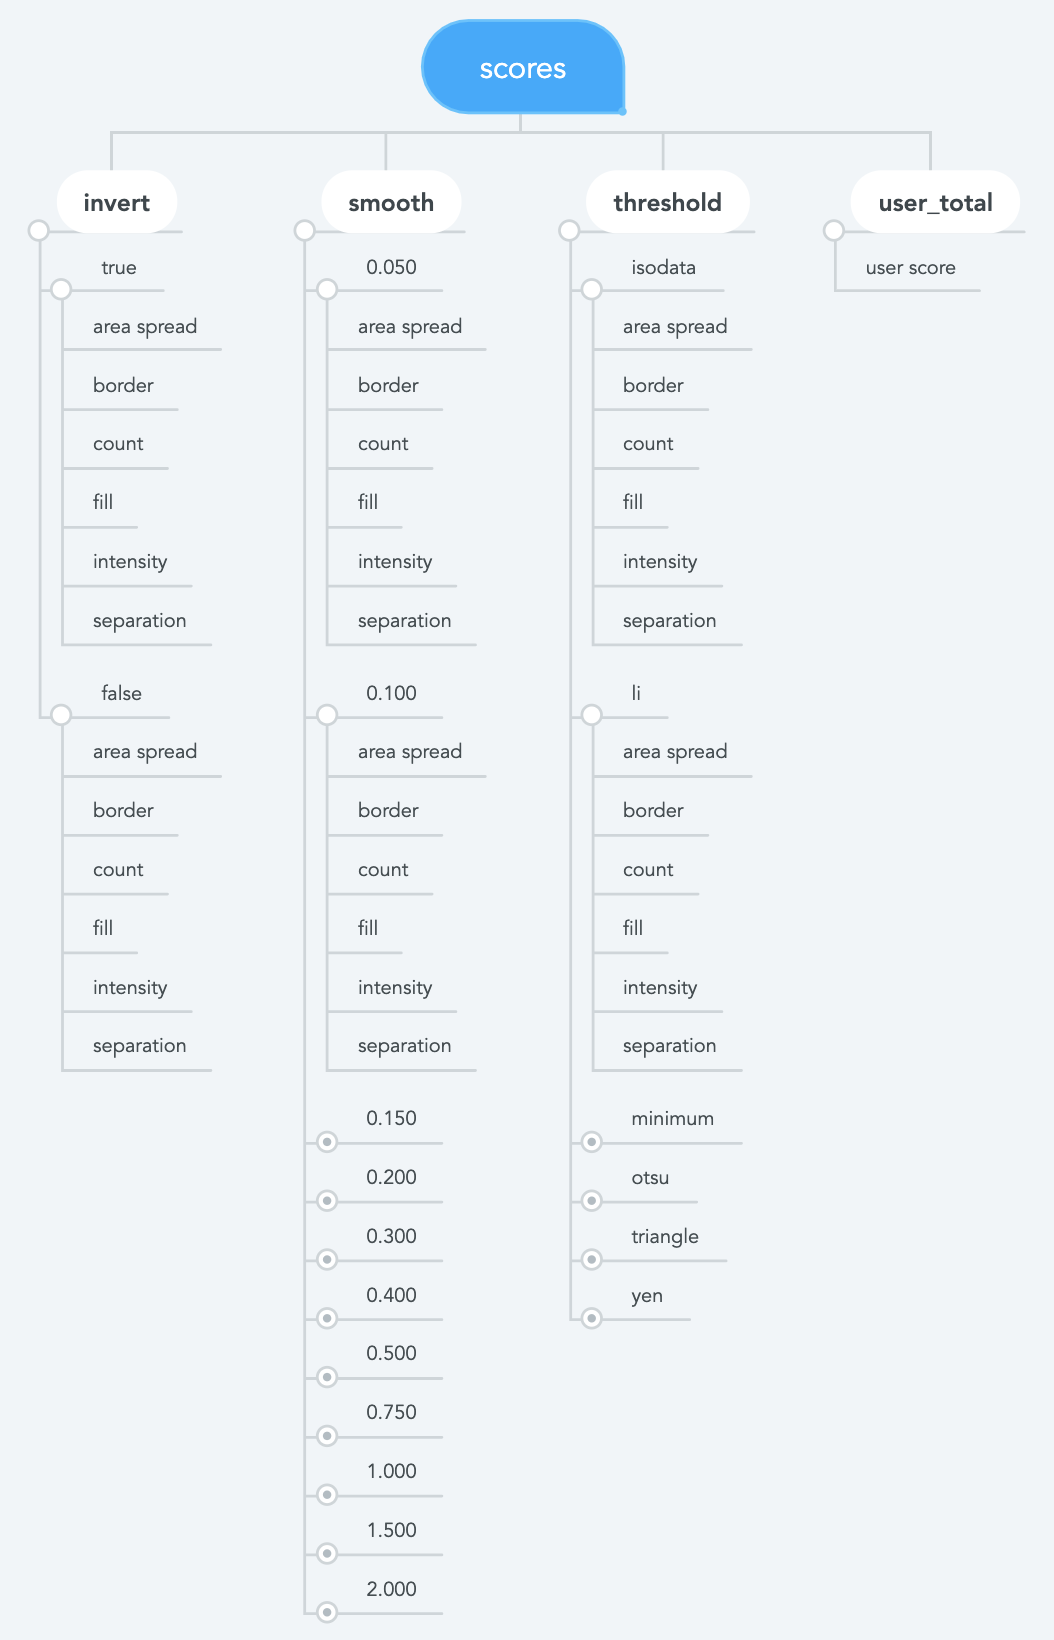 scores
invert
true
area spread
border
count
fill
intensity
separation
false
area spread
border
count
fill
intensity
separation
smooth
0.050
area spread
border
count
fill
intensity
separation
0.100
area spread
border
count
fill
intensity
separation
0.150
0.200
0.300
0.400
0.500
0.750
1.000
1.500
2.000
threshold
isodata
area spread
border
count
fill
intensity
separation
li
area spread
border
count
fill
intensity
separation
minimum
otsu
triangle
yen
user_total
user score